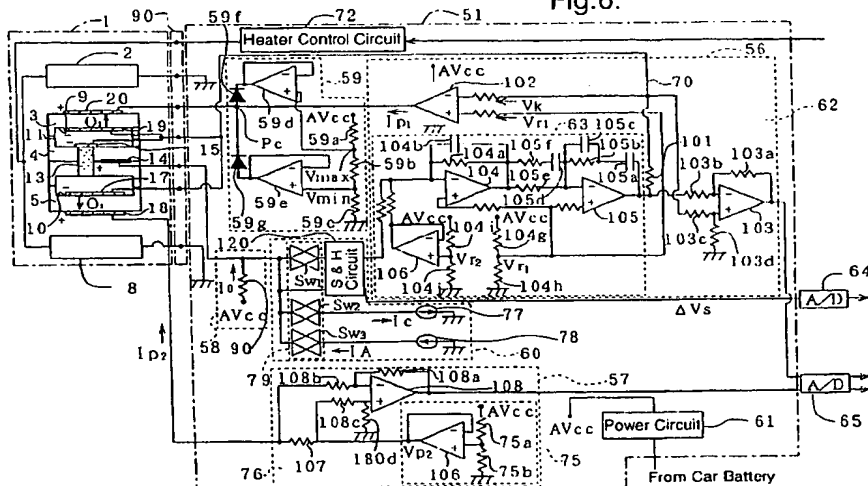 Fig.6.
1
90
59f
72
51
Heater Control Circuit
2
56
9
20
59
70
AVcc
102
62
3
O₁
59d
AVcc
Ip₁
Vk
11
19
59a
Vr₁
105c
4
Pc
104b
63
101
15
59b
104a
105f
105b
103b
103a
13
14
Vmax
104
105e
105a
17
59e
Vmin
105d
5
59g
AVcc
AVcc
105
103
10
O₁
18
59c
104i
104g
103c
120
106
Vr₂
Vr₁
103d
S & H Circuit
104j
104h
8
Sw₁
64
Io
Sw₂
77
A/D
AVcc
Ic
ΔVs
58
90
Sw₃
78
Ip₂
IA
60
79
108b
108a
57
108
A/D
108c
AVcc
65
75a
AVcc
Power Circuit
61
107
Vp₂
75
76
180d
106
75b
From Car Battery